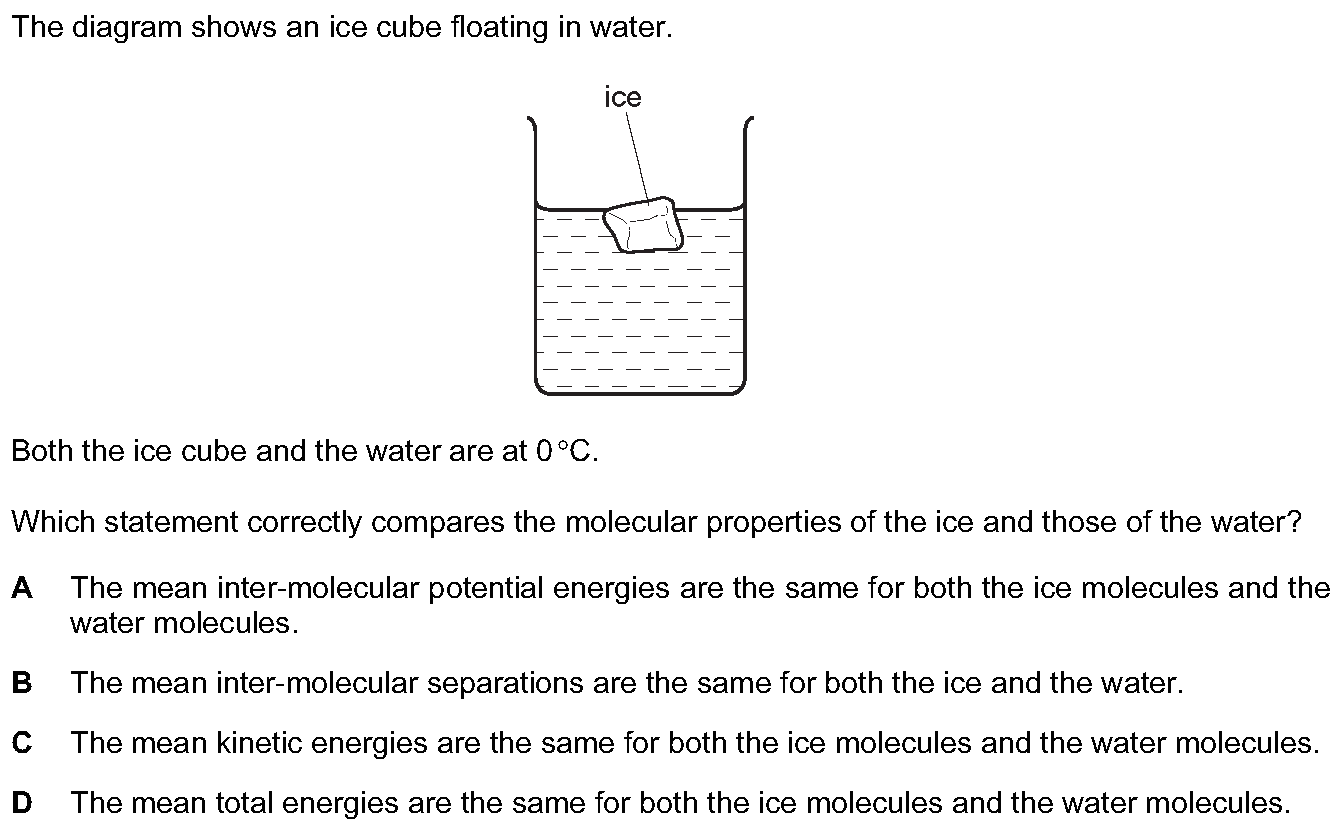 The diagram shows an ice cube floating in water.
ice
Both the ice cube and the water are at 0 °C.
Which statement correctly compares the molecular properties of the ice and those of the water?
A The mean inter-molecular potential energies are the same for both the ice molecules and the
water molecules.
B The mean inter-molecular separations are the same for both the ice and the water.
C The mean kinetic energies are the same for both the ice molecules and the water molecules.
D The mean total energies are the same for both the ice molecules and the water molecules.